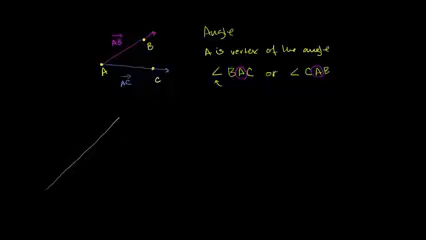 Angle
AB B A is vertex of the angle
A
AC C ∠ BAC or ∠ CAB